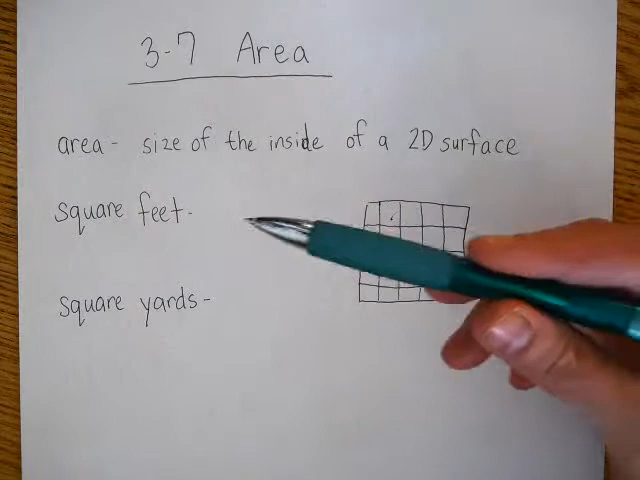 3-7 Area
area- size of the inside of a 2D surface
square feet-
square yards-